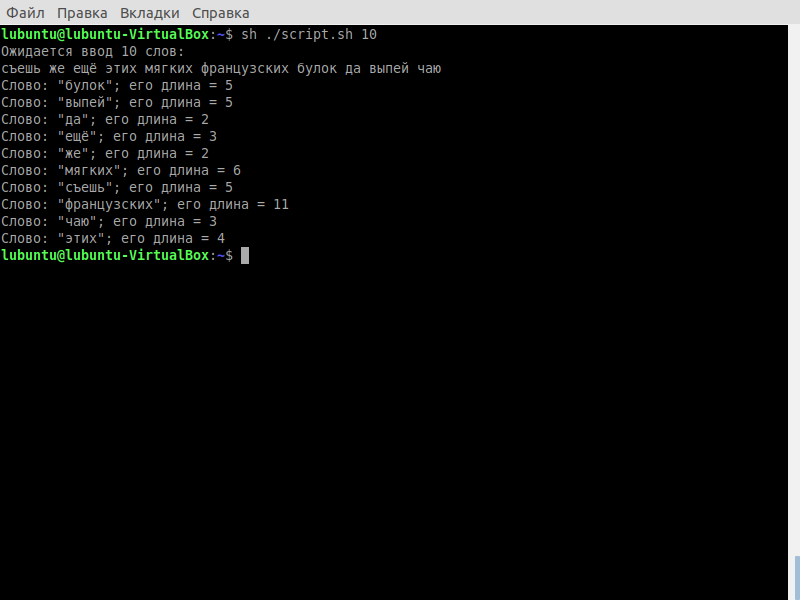 Файл Правка Вкладки Справка
lubuntu@lubuntu-VirtualBox:~$ sh ./script.sh 10
Ожидается ввод 10 слов:
съешь же ещё этих мягких французских булок да выпей чаю
Слово: "булок"; его длина = 5
Слово: "выпей"; его длина = 5
Слово: "да"; его длина = 2
Слово: "ещё"; его длина = 3
Слово: "же"; его длина = 2
Слово: "мягких"; его длина = 6
Слово: "съешь"; его длина = 5
Слово: "французских"; его длина = 11
Слово: "чаю"; его длина = 3
Слово: "этих"; его длина = 4
lubuntu@lubuntu-VirtualBox:~$